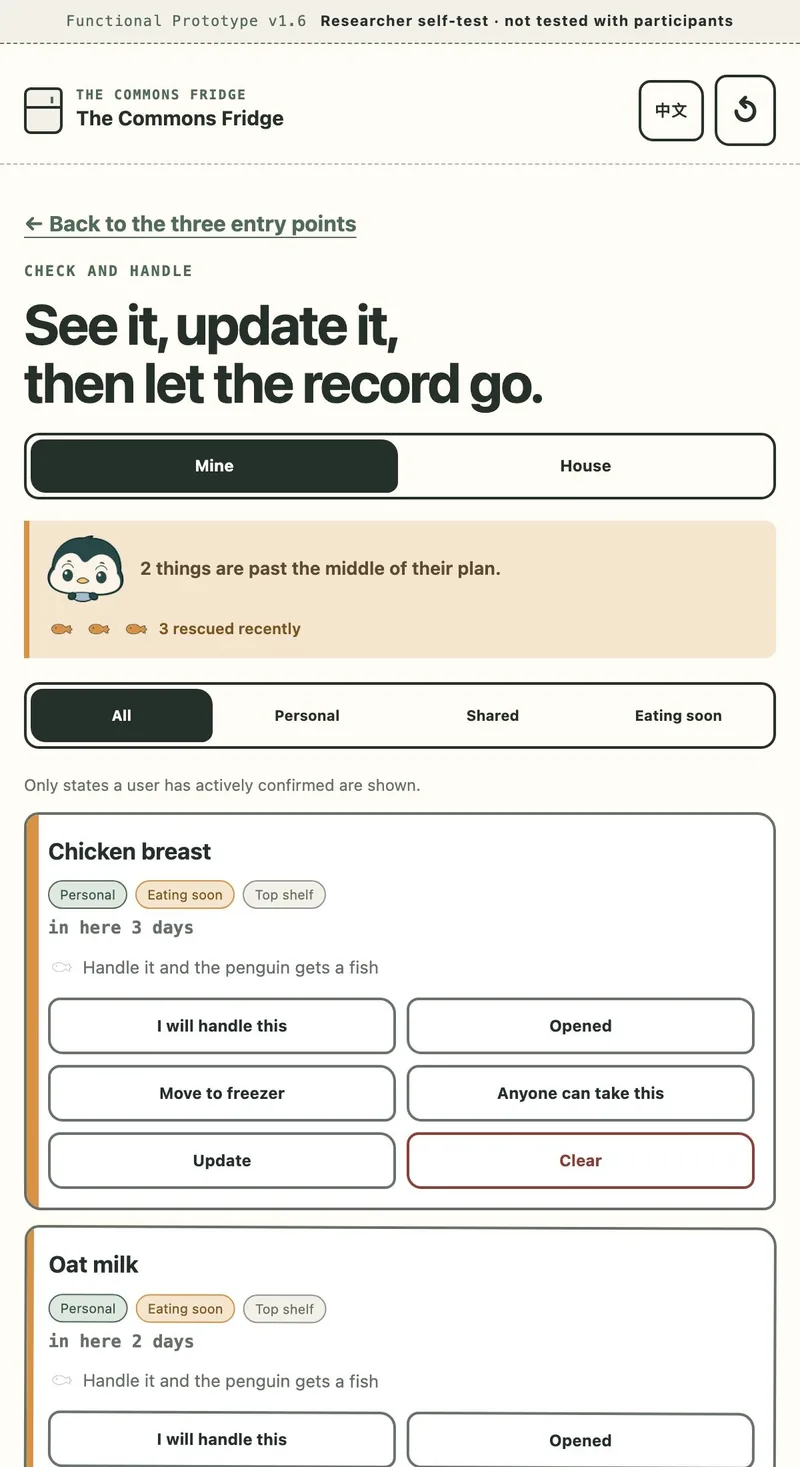 Functional Prototype v1.6 Researcher self-test · not tested with participants
THE COMMONS FRIDGE
The Commons Fridge
中文
← Back to the three entry points
CHECK AND HANDLE
See it, update it,
then let the record go.
Mine House
2 things are past the middle of their plan.
3 rescued recently
All Personal Shared Eating soon
Only states a user has actively confirmed are shown.
Chicken breast
Personal Eating soon Top shelf
in here 3 days
Handle it and the penguin gets a fish
I will handle this Opened
Move to freezer Anyone can take this
Update Clear
Oat milk
Personal Eating soon Top shelf
in here 2 days
Handle it and the penguin gets a fish
I will handle this Opened